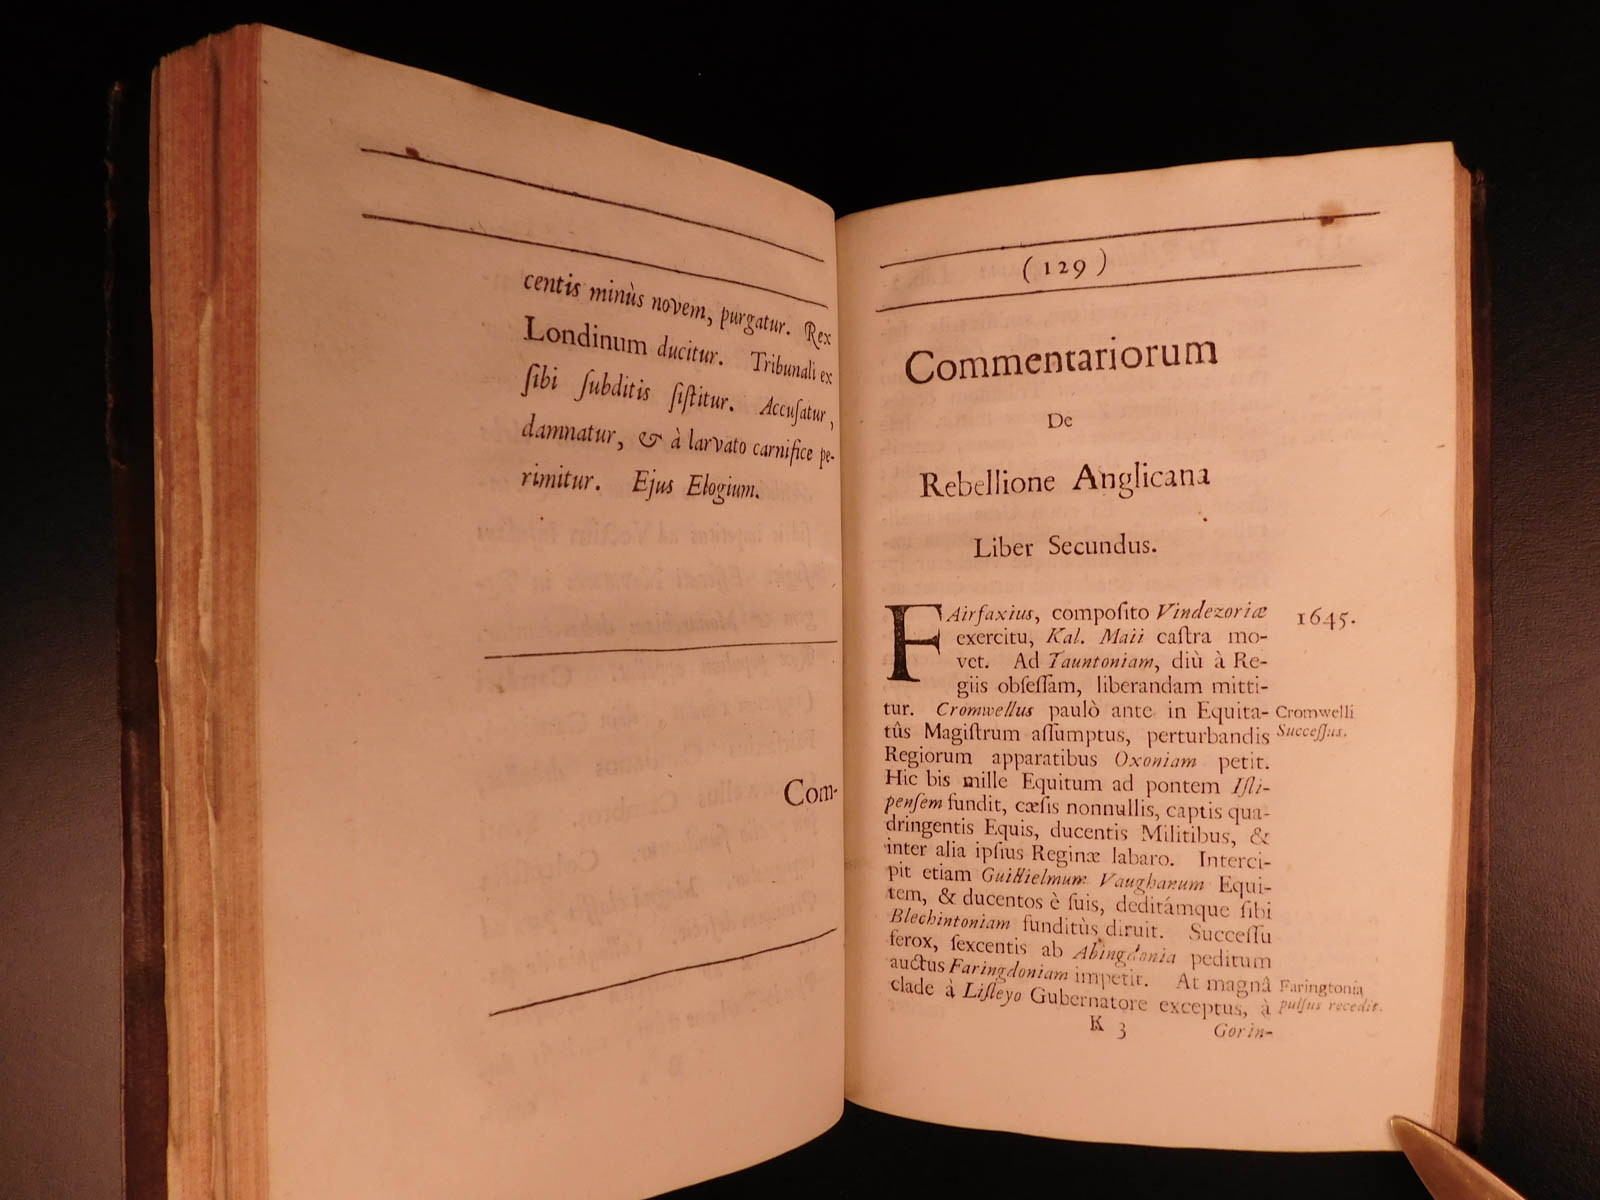 centis minùs novem, purgatur. Rex
Londinum ducitur. Tribunali ex
ſibi ſubditis ſiſtitur. Accuſatur,
damnatur, & à larvato carnifice pe-
rimitur. Ejus Elogium.
Com-
(129)
Commentariorum
De
Rebellione Anglicana
Liber Secundus.
FAirfaxius, compoſito Vindezoriæ 1645.
exercitu, Kal. Maii caſtra mo-
vet. Ad Tauntoniam, diù à Re-
giis obſeſſam, liberandam mitti-
tur. Cromwellus paulò ante in Equita- Cromwelli
tûs Magiſtrum aſſumptus, perturbandis Succeſſus.
Regiorum apparatibus Oxoniam petit.
Hic bis mille Equitum ad pontem Iſli-
penſem fundit, cæſis nonnullis, captis qua-
dringentis Equis, ducentis Militibus, &
inter alia ipſius Reginæ labaro. Interci-
pit etiam Guilielmum Vaughanum Equi-
tem, & ducentos è ſuis, deditámque ſibi
Blechintoniam funditùs diruit. Succeſſu
ferox, ſexcentis ab Abingdonia peditum
auctus Faringdoniam impetit. At magnâ Faringtonia
clade à Liſleyo Gubernatore exceptus, à pulſus recedit.
K 3 Gorin-